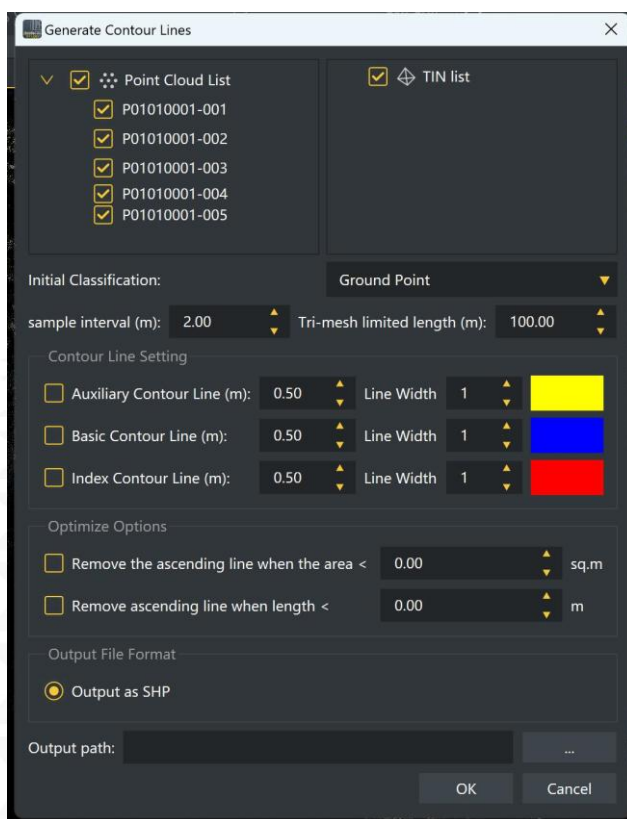 Generate Contour Lines
Point Cloud List
P01010001-001
P01010001-002
P01010001-003
P01010001-004
P01010001-005
TIN list
Initial Classification: Ground Point
sample interval (m): 2.00 Tri-mesh limited length (m): 100.00
Contour Line Setting
Auxiliary Contour Line (m): 0.50 Line Width 1
Basic Contour Line (m): 0.50 Line Width 1
Index Contour Line (m): 0.50 Line Width 1
Optimize Options
Remove the ascending line when the area < 0.00 sq.m
Remove ascending line when length < 0.00 m
Output File Format
Output as SHP
Output path: ...
OK Cancel